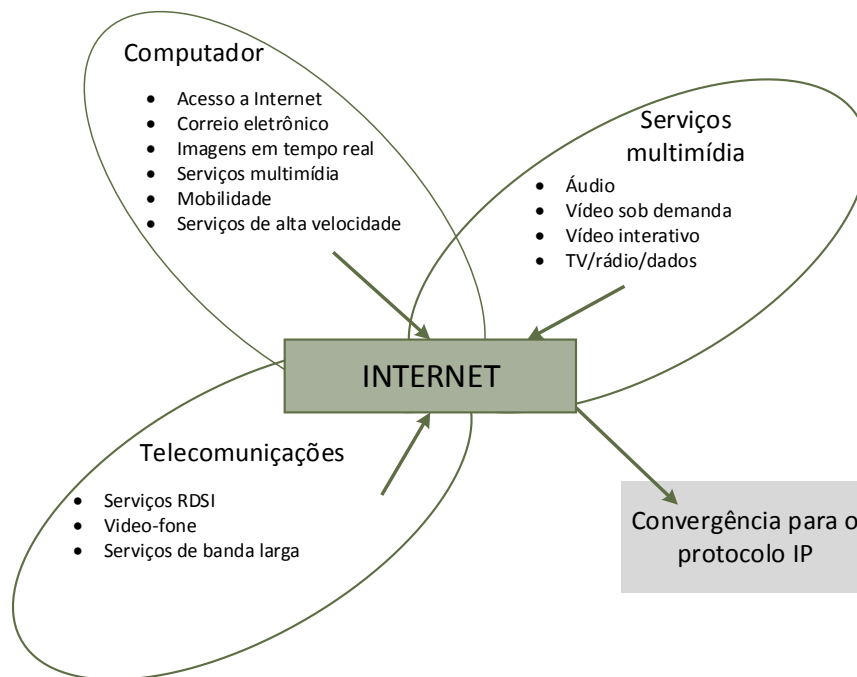 Computador
• Acesso a Internet
• Correio eletrônico
• Imagens em tempo real
• Serviços multimídia
• Mobilidade
• Serviços de alta velocidade
Serviços
multimídia
• Áudio
• Vídeo sob demanda
• Vídeo interativo
• TV/rádio/dados
INTERNET
Telecomuniçações
• Serviços RDSI
• Video-fone
• Serviços de banda larga
Convergência para o
protocolo IP